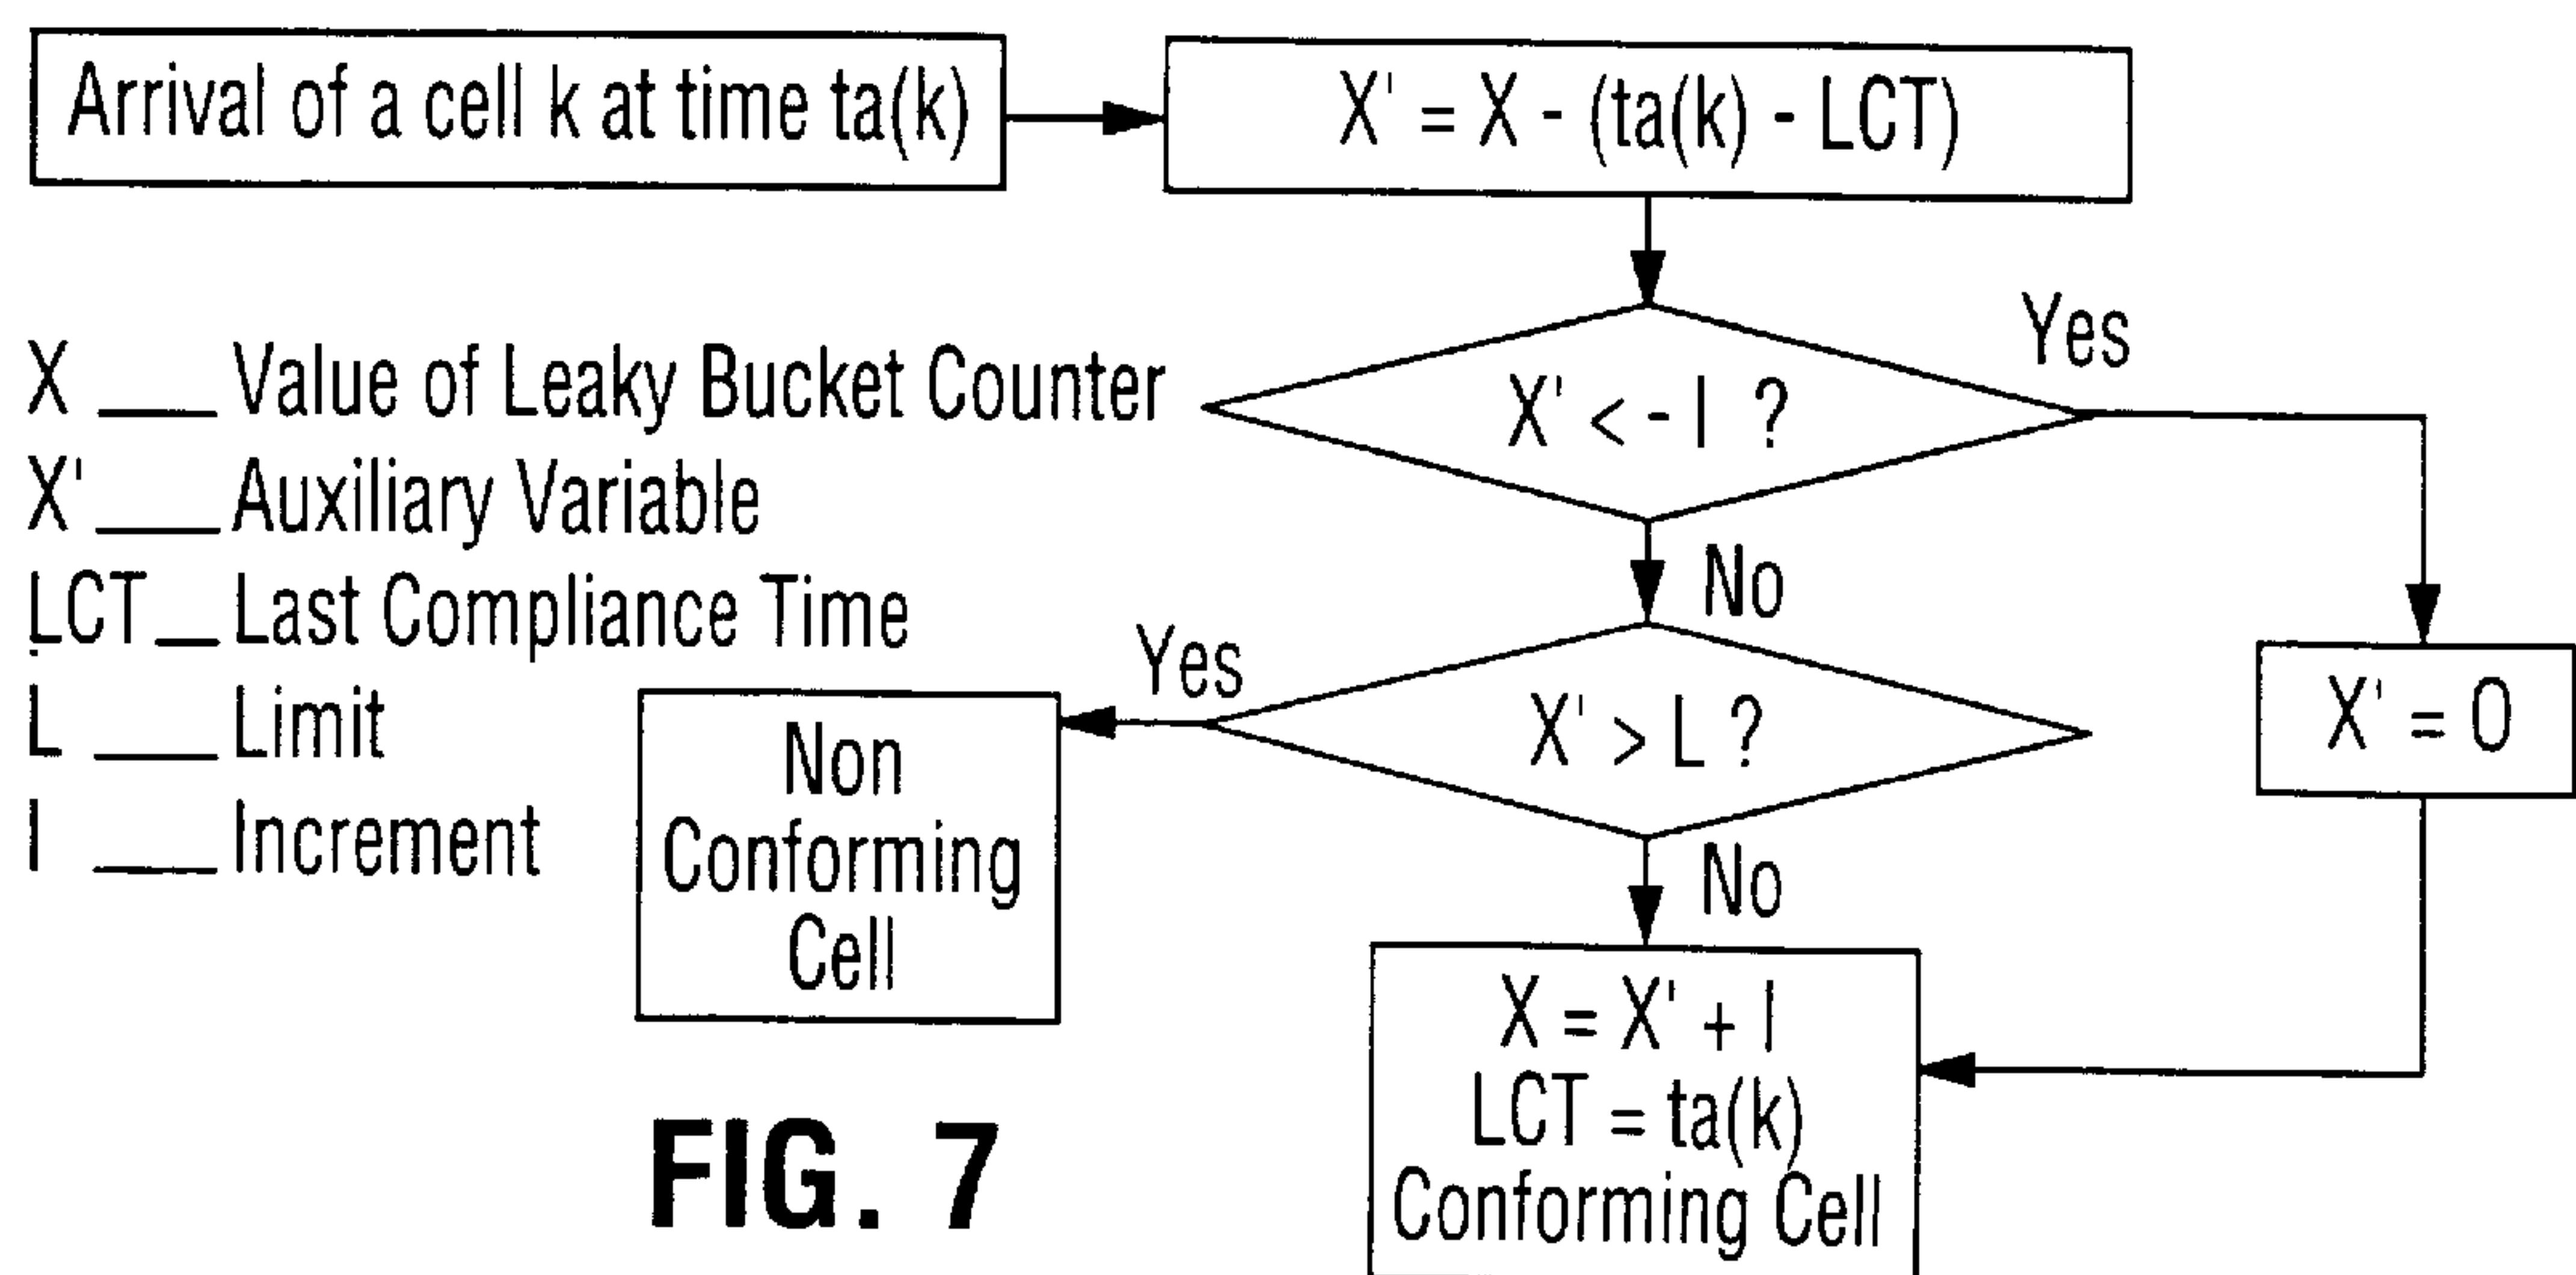 Arrival of a cell k at time ta(k)
X' = X - (ta(k) - LCT)
X' < - I ?
Yes
No
X ___ Value of Leaky Bucket Counter
X' ___ Auxiliary Variable
LCT __ Last Compliance Time
L ___ Limit
I ___ Increment
X' > L ?
Yes
No
X' = 0
Non
Conforming
Cell
X = X' + I
LCT = ta(k)
Conforming Cell
FIG. 7